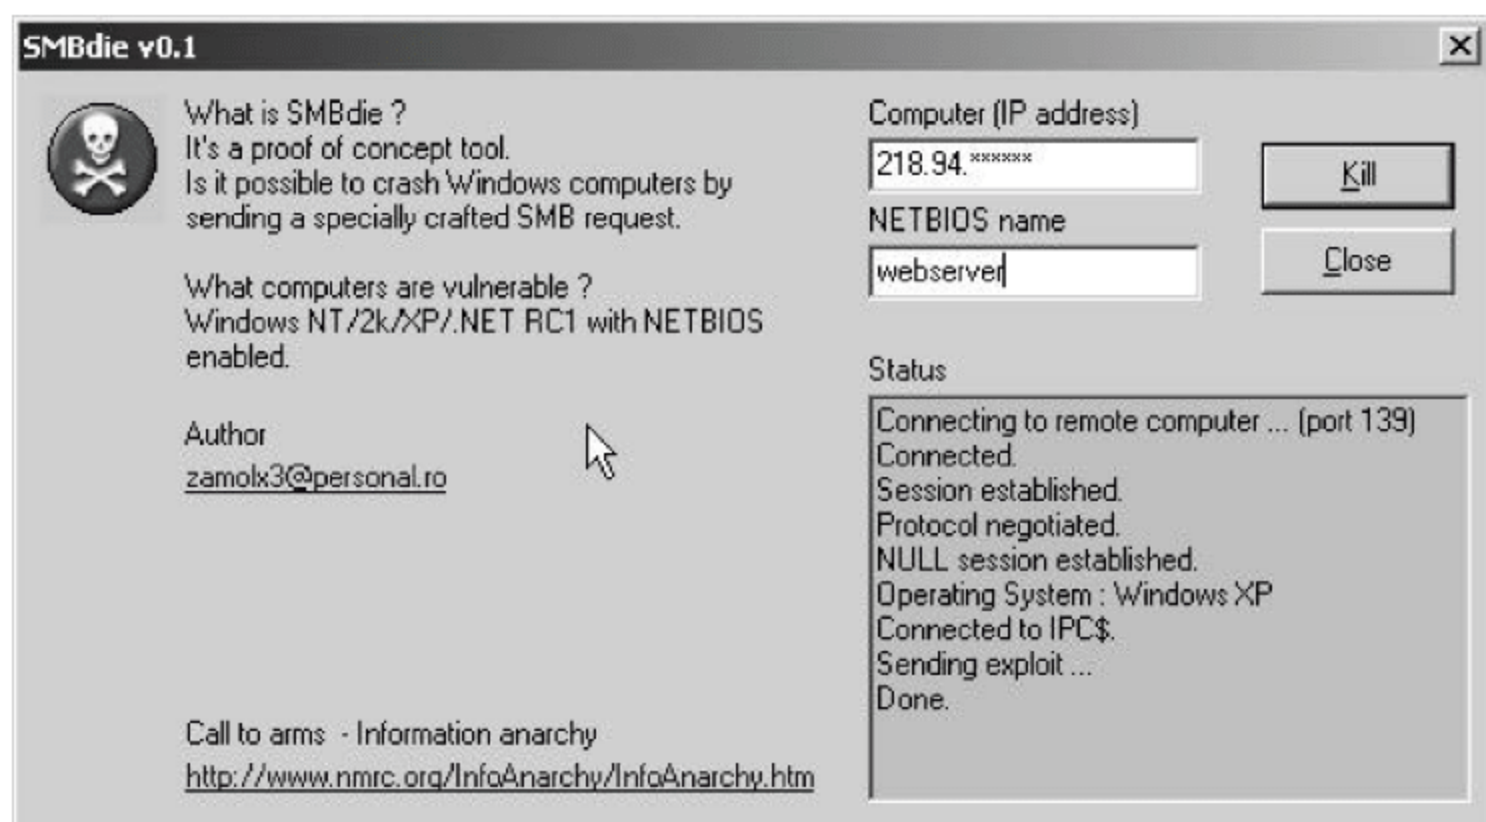 SMBdie v0.1
What is SMBdie ?
It's a proof of concept tool.
Is it possible to crash Windows computers by
sending a specially crafted SMB request.
What computers are vulnerable ?
Windows NT/2k/XP/.NET RC1 with NETBIOS
enabled.
Author
zamolx3@personal.ro
Call to arms - Information anarchy
http://www.nmrc.org/InfoAnarchy/InfoAnarchy.htm
Computer (IP address)
218.94.******
NETBIOS name
webserver
Kill
Close
Status
Connecting to remote computer ... (port 139)
Connected.
Session established.
Protocol negotiated.
NULL session established.
Operating System : Windows XP
Connected to IPC$.
Sending exploit ...
Done.